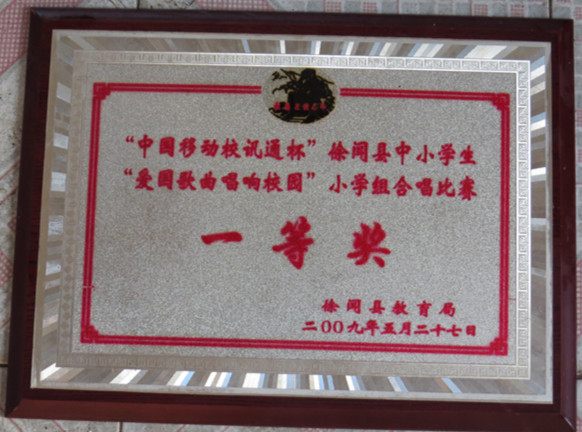 “中国移动校讯通杯”徐闻县中小学生
“爱国歌曲唱响校园”小学组合唱比赛
一等奖
徐闻县教育局
二00九年五月二十七日